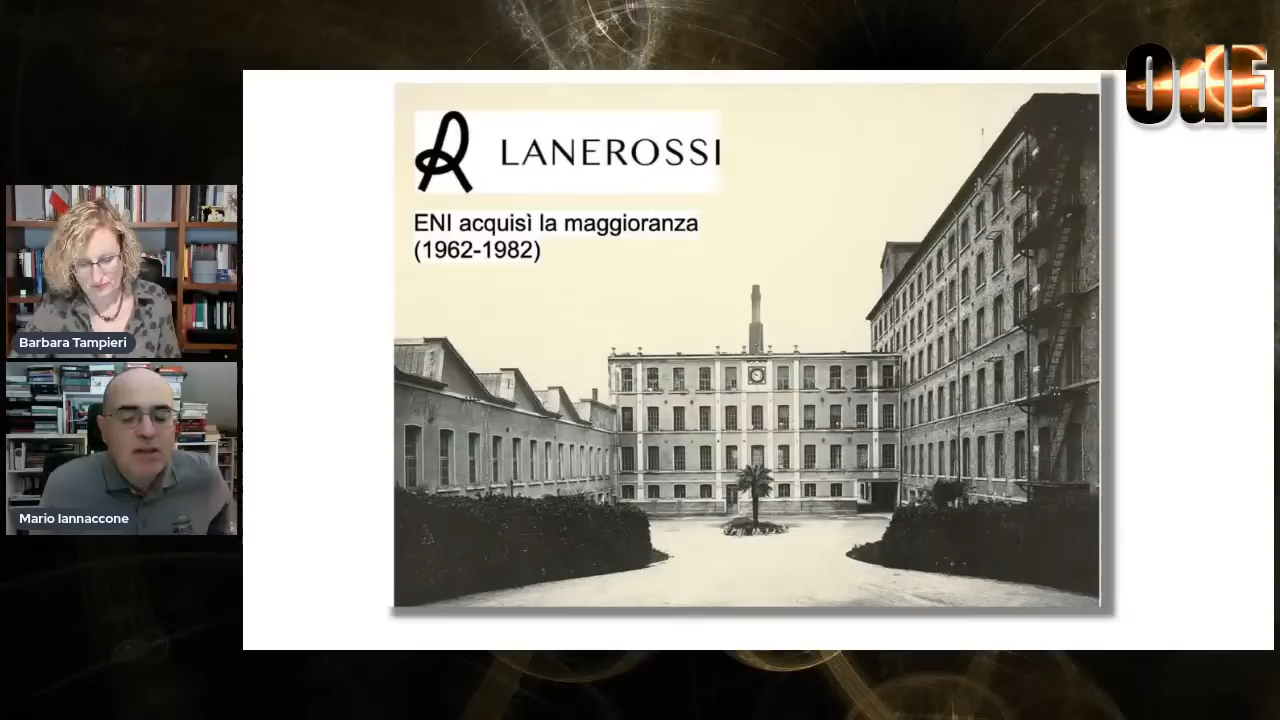 OdE
LANEROSSI
ENI acquisì la maggioranza
(1962-1982)
Barbara Tampieri
Mario Iannaccone